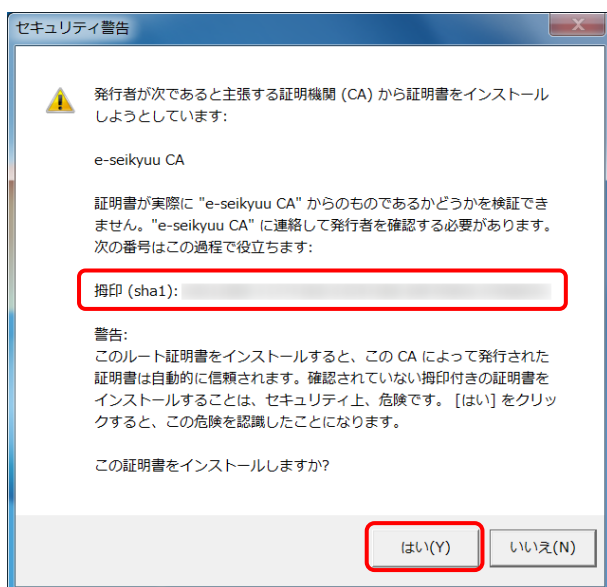 セキュリティ警告
発行者が次であると主張する証明機関 (CA) から証明書をインストール
しようとしています:
e-seikyuu CA
証明書が実際に "e-seikyuu CA" からのものであるかどうかを検証でき
ません。"e-seikyuu CA" に連絡して発行者を確認する必要があります。
次の番号はこの過程で役立ちます:
拇印 (sha1):
警告:
このルート証明書をインストールすると、この CA によって発行された
証明書は自動的に信頼されます。確認されていない拇印付きの証明書を
インストールすることは、セキュリティ上、危険です。 [はい] をクリッ
クすると、この危険を認識したことになります。
この証明書をインストールしますか?
はい(Y)
いいえ(N)